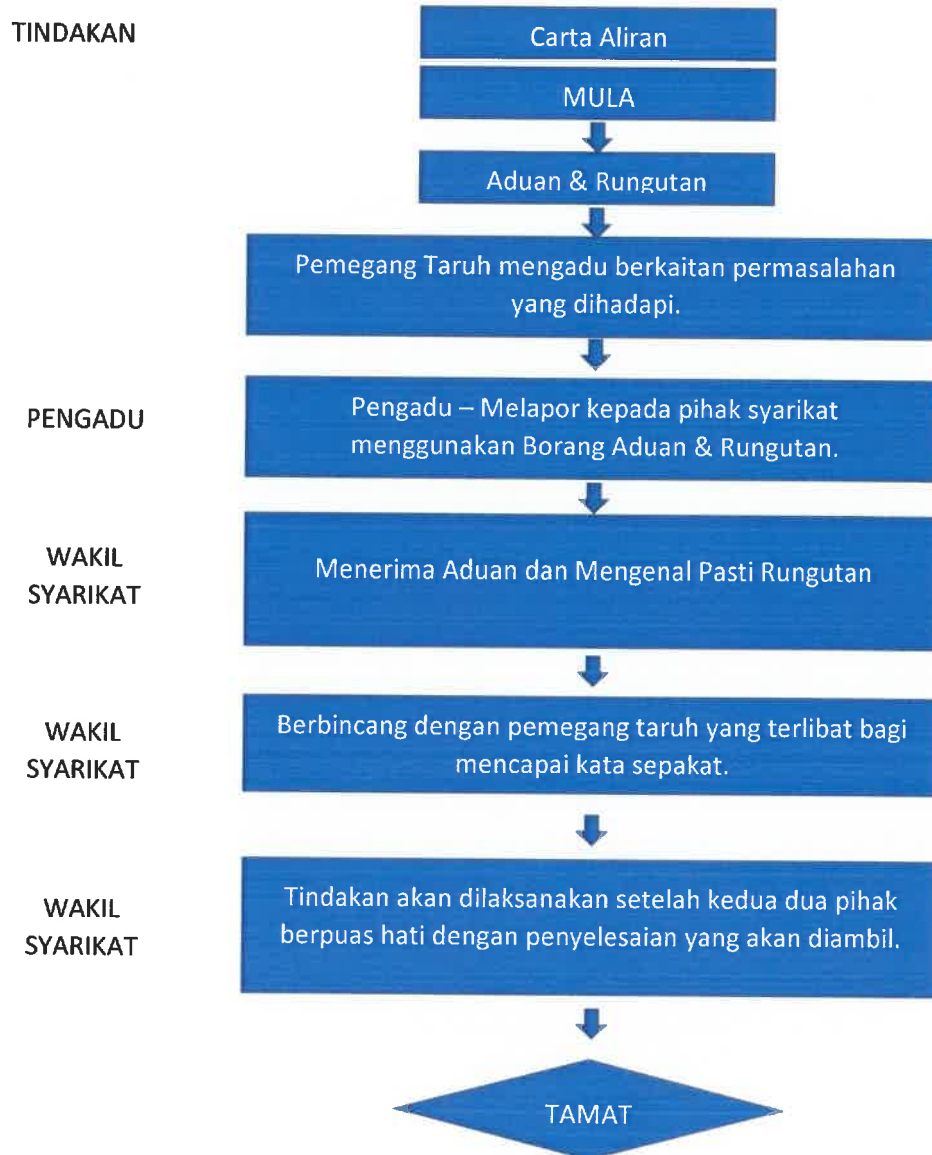 TINDAKAN
Carta Aliran
MULA
Aduan & Rungutan
Pemegang Taruh mengadu berkaitan permasalahan
yang dihadapi.
PENGADU
Pengadu – Melapor kepada pihak syarikat
menggunakan Borang Aduan & Rungutan.
WAKIL
SYARIKAT
Menerima Aduan dan Mengenal Pasti Rungutan
WAKIL
SYARIKAT
Berbincang dengan pemegang taruh yang terlibat bagi
mencapai kata sepakat.
WAKIL
SYARIKAT
Tindakan akan dilaksanakan setelah kedua dua pihak
berpuas hati dengan penyelesaian yang akan diambil.
TAMAT